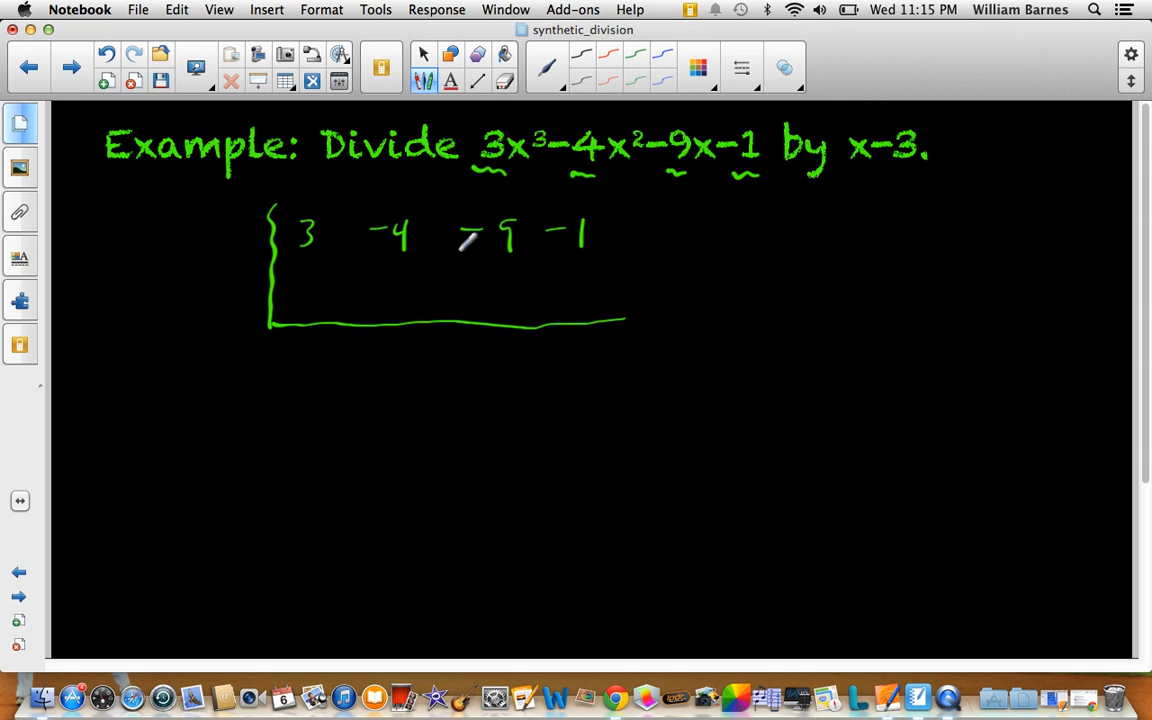 Notebook File Edit View Insert Format Tools Response Window Add-ons Help Wed 11:15 PM William Barnes
synthetic_division
Example: Divide 3x³-4x²-9x-1 by x-3.
3 -4 -9 -1